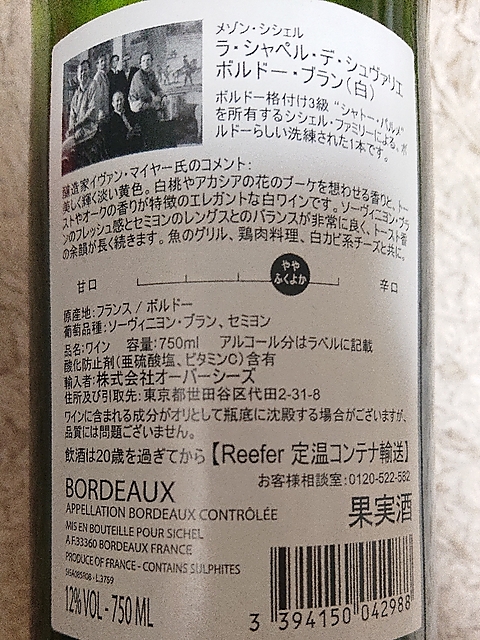 メゾン・シシェル
ラ・シャペル・デ・シュヴァリエ
ボルドー・ブラン（白）
ボルドー格付け3級 "シャトー・パルメ"
を所有するシシェル・ファミリーによる、ボ
ルドーらしい洗練された1本です。
醸造家イヴァン・マイヤー氏のコメント:
美しく輝く淡い黄色。白桃やアカシアの花のブーケを想わせる香りと、トー
ストやオークの香りが特徴のエレガントな白ワインです。ソーヴィニヨン・ブラ
ンのフレッシュ感とセミヨンのレングスとのバランスが非常に良く、トースト香
の余韻が長く続きます。魚のグリル、鶏肉料理、白カビ系チーズと共に。
甘口 やや ふくよか 辛口
原産地:フランス / ボルドー
葡萄品種:ソーヴィニヨン・ブラン、セミヨン
品名:ワイン 容量:750ml アルコール分はラベルに記載
酸化防止剤(亜硫酸塩、ビタミンC)含有
輸入者:株式会社オーバーシーズ
住所及び引取先:東京都世田谷区代田2-31-8
ワインに含まれる成分がオリとして瓶底に沈殿する場合がございますが、
品質には問題ございません。
飲酒は20歳を過ぎてから【Reefer 定温コンテナ輸送】
お客様相談室:0120-522-582
BORDEAUX
果実酒
APPELLATION BORDEAUX CONTRÔLÉE
MIS EN BOUTEILLE POUR SICHEL
A F.33360 BORDEAUX FRANCE
PRODUCE OF FRANCE - CONTAINS SULPHITES
L3769
12% VOL - 750 ML
3 394150 042988